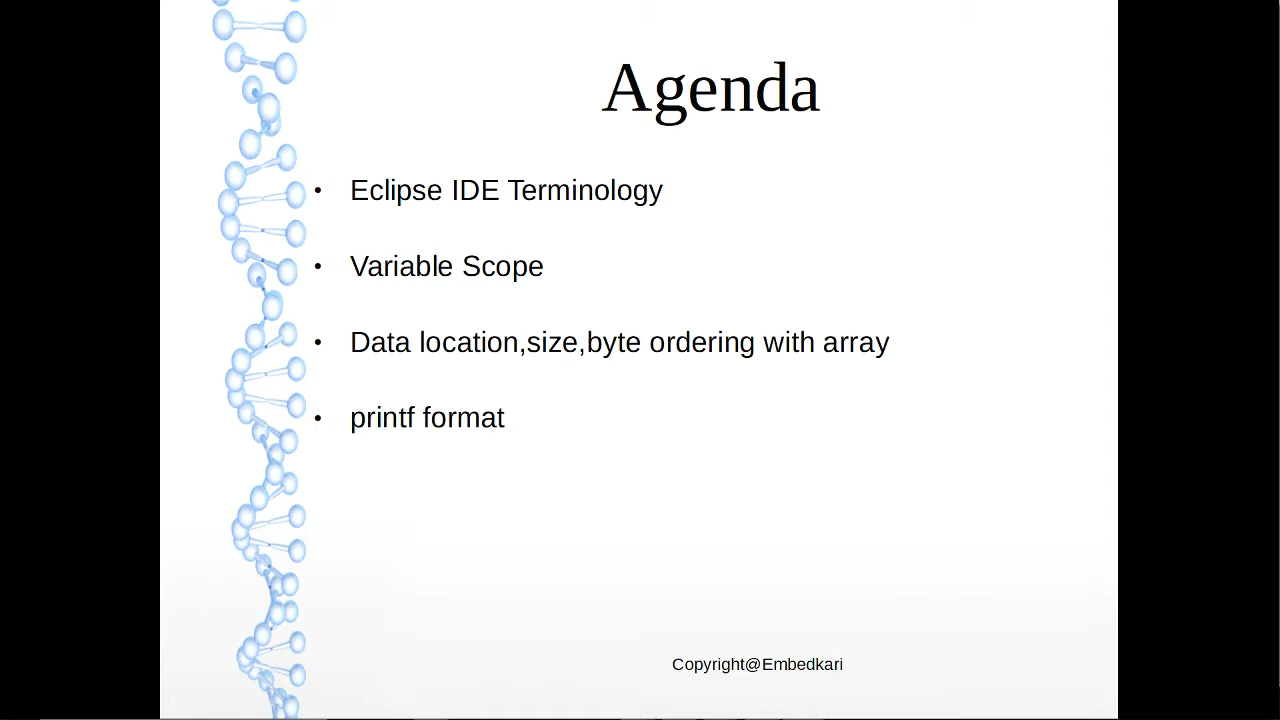 Agenda
• Eclipse IDE Terminology
• Variable Scope
• Data location,size,byte ordering with array
• printf format
Copyright@Embedkari